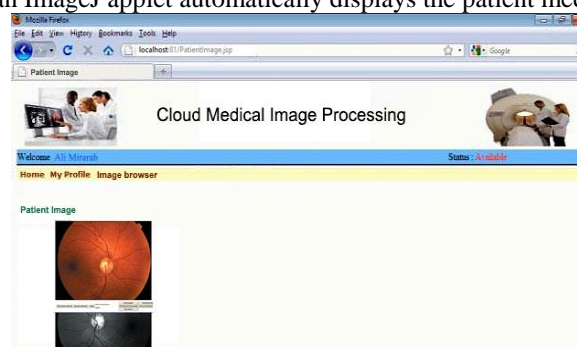 an ImageJ applet automatically displays the patient me
Mozilla Firefox
File Edit View History Bookmarks Tools Help
localhost:81/PatientImage.jsp
Google
Patient Image
Cloud Medical Image Processing
Welcome Ali Mirarab
Status : Available
Home My Profile Image browser
Patient Image